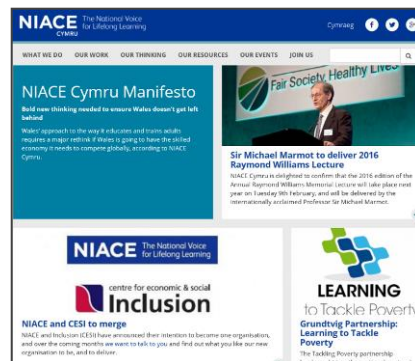 NIACE The National Voice
for Lifelong Learning
CYMRU
Cymraeg
WHAT WE DO OUR WORK OUR THINKING OUR RESOURCES OUR EVENTS JOIN US
NIACE Cymru Manifesto
Bold new thinking needed to ensure Wales doesn't get left
behind
Wales' approach to the way it educates and trains adults
requires a major rethink if Wales is going to have the skilled
economy it needs to compete globally, according to NIACE
Cymru.
Fair Society, Healthy Lives
Sir Michael Marmot to deliver 2016
Raymond Williams Lecture
NIACE Cymru is delighted to confirm that the 2016 edition of the
Annual Raymond Williams Memorial Lecture will take place next
year on Tuesday 9th February, and will be delivered by the
internationally acclaimed Professor Sir Michael Marmot.
NIACE The National Voice
for Lifelong Learning
centre for economic & social
Inclusion
NIACE and CESI to merge
NIACE and Inclusion (CESI) have announced their intention to become one organisation,
and over the coming months we want to talk to you and find out what you like our new
organisation to be, and to deliver.
LEARNING
to Tackle Poverty
Grundtvig Partnership:
Learning to Tackle
Poverty
The Tackling Poverty partnership